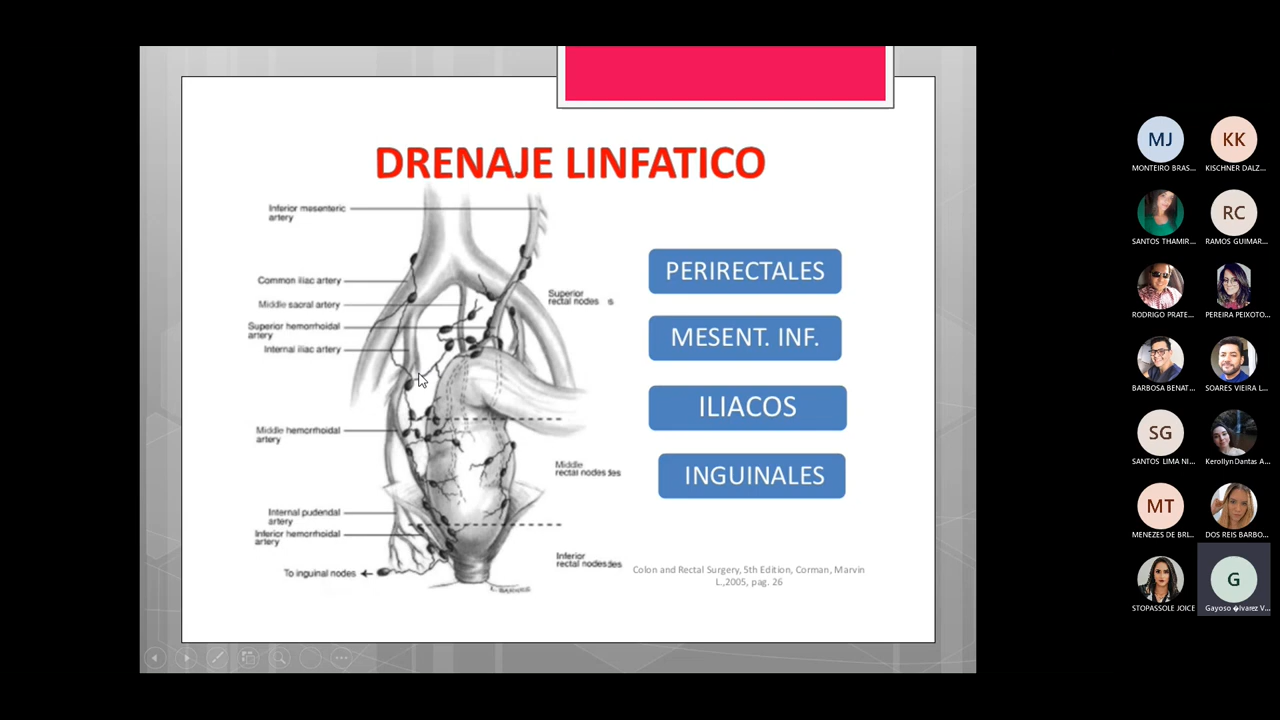 DRENAJE LINFATICO
Inferior mesenteric
artery
Common iliac artery
Middle sacral artery
Superior hemorrhoidal
artery
Internal iliac artery
Middle hemorrhoidal
artery
Internal pudendal
artery
Inferior hemorrhoidal
artery
To inguinal nodes
Superior
rectal nodes s
Middle
rectal nodes des
Inferior
rectal nodes des
PERIRECTALES
MESENT. INF.
ILIACOS
INGUINALES
Colon and Rectal Surgery, 5th Edition, Corman, Marvin
L.,2005, pag. 26
MJ
MONTEIRO BRAS...
KK
KISCHNER DALZ...
SANTOS THAMIR...
RC
RAMOS GUIMAR...
RODRIGO PRATE...
PEREIRA PEIXOTO...
BARBOSA BENAT...
SOARES VIEIRA L...
SG
SANTOS LIMA NI...
Kerollyn Dantas A...
MT
MENEZES DE BRI...
DOS REIS BARBO...
STOPASSOLE JOICE
G
Gayoso �lvarez V...